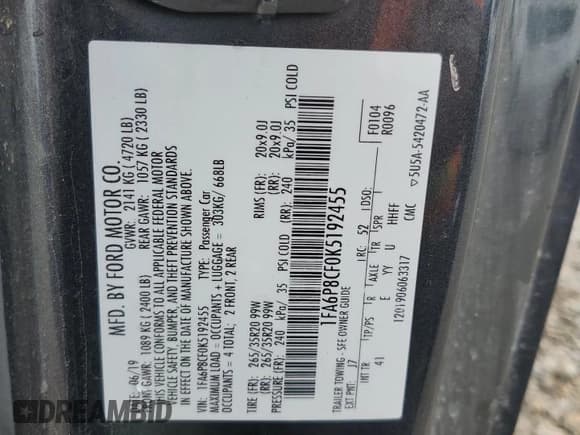 MFD. BY FORD MOTOR CO.
DATE: 06/19 GVWR: 2141 KG ( 4720 LB)
FRONT GAWR: 1089 KG ( 2400 LB) REAR GAWR: 1057 KG ( 2330 LB)
THIS VEHICLE CONFORMS TO ALL APPLICABLE FEDERAL MOTOR
VEHICLE SAFETY, BUMPER, AND THEFT PREVENTION STANDARDS
IN EFFECT ON THE DATE OF MANUFACTURE SHOWN ABOVE.
VIN: 1FA6P8CF0K5192455 TYPE: Passenger Car
MAXIMUM LOAD = OCCUPANTS + LUGGAGE = 303KG/ 668LB
OCCUPANTS = 4 TOTAL: 2 FRONT, 2 REAR
TIRE (FR): 265/35R20 99W RIMS (FR): 20x9.0J
(RR): 265/35R20 99W (RR): 20x9.0J
PRESSURE (FR): 240 kPa/ 35 PSI COLD (RR): 240 kPa/ 35 PSI COLD
1FA6P8CF0K5192455
TRAILER TOWING - SEE OWNER GUIDE
F0104
EXT PNT: J7 RC: 52 DSO: R0096
INT TR TP/PS R AXLE TR SPR
41 E YY U HHFF
1201906063317 CMC ▽5U5A-5420472-AA
DREAMBID